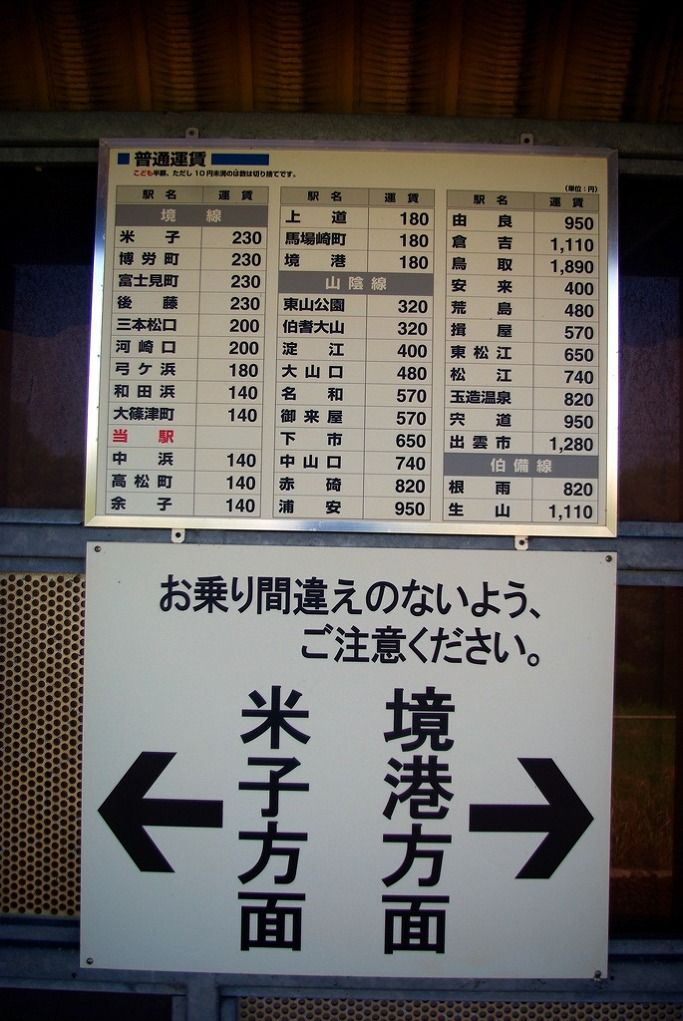 普通運賃
こども半額、ただし10円未満のは数は切り捨てです。
(単位:円)
駅名 運賃
境線
米子 230
博労町 230
富士見町 230
後藤 230
三本松口 200
河崎口 200
弓ケ浜 180
和田浜 140
大篠津町 140
当駅
中浜 140
高松町 140
余子 140
駅名 運賃
上道 180
馬場崎町 180
境港 180
山陰線
東山公園 320
伯耆大山 320
淀江 400
大山口 480
名和 570
御来屋 570
下市 650
中山口 740
赤碕 820
浦安 950
駅名 運賃
由良 950
倉吉 1,110
鳥取 1,890
安来 400
荒島 480
揖屋 570
東松江 650
松江 740
玉造温泉 820
宍道 950
出雲市 1,280
伯備線
根雨 820
生山 1,110
お乗り間違えのないよう、
ご注意ください。
米子方面
境港方面